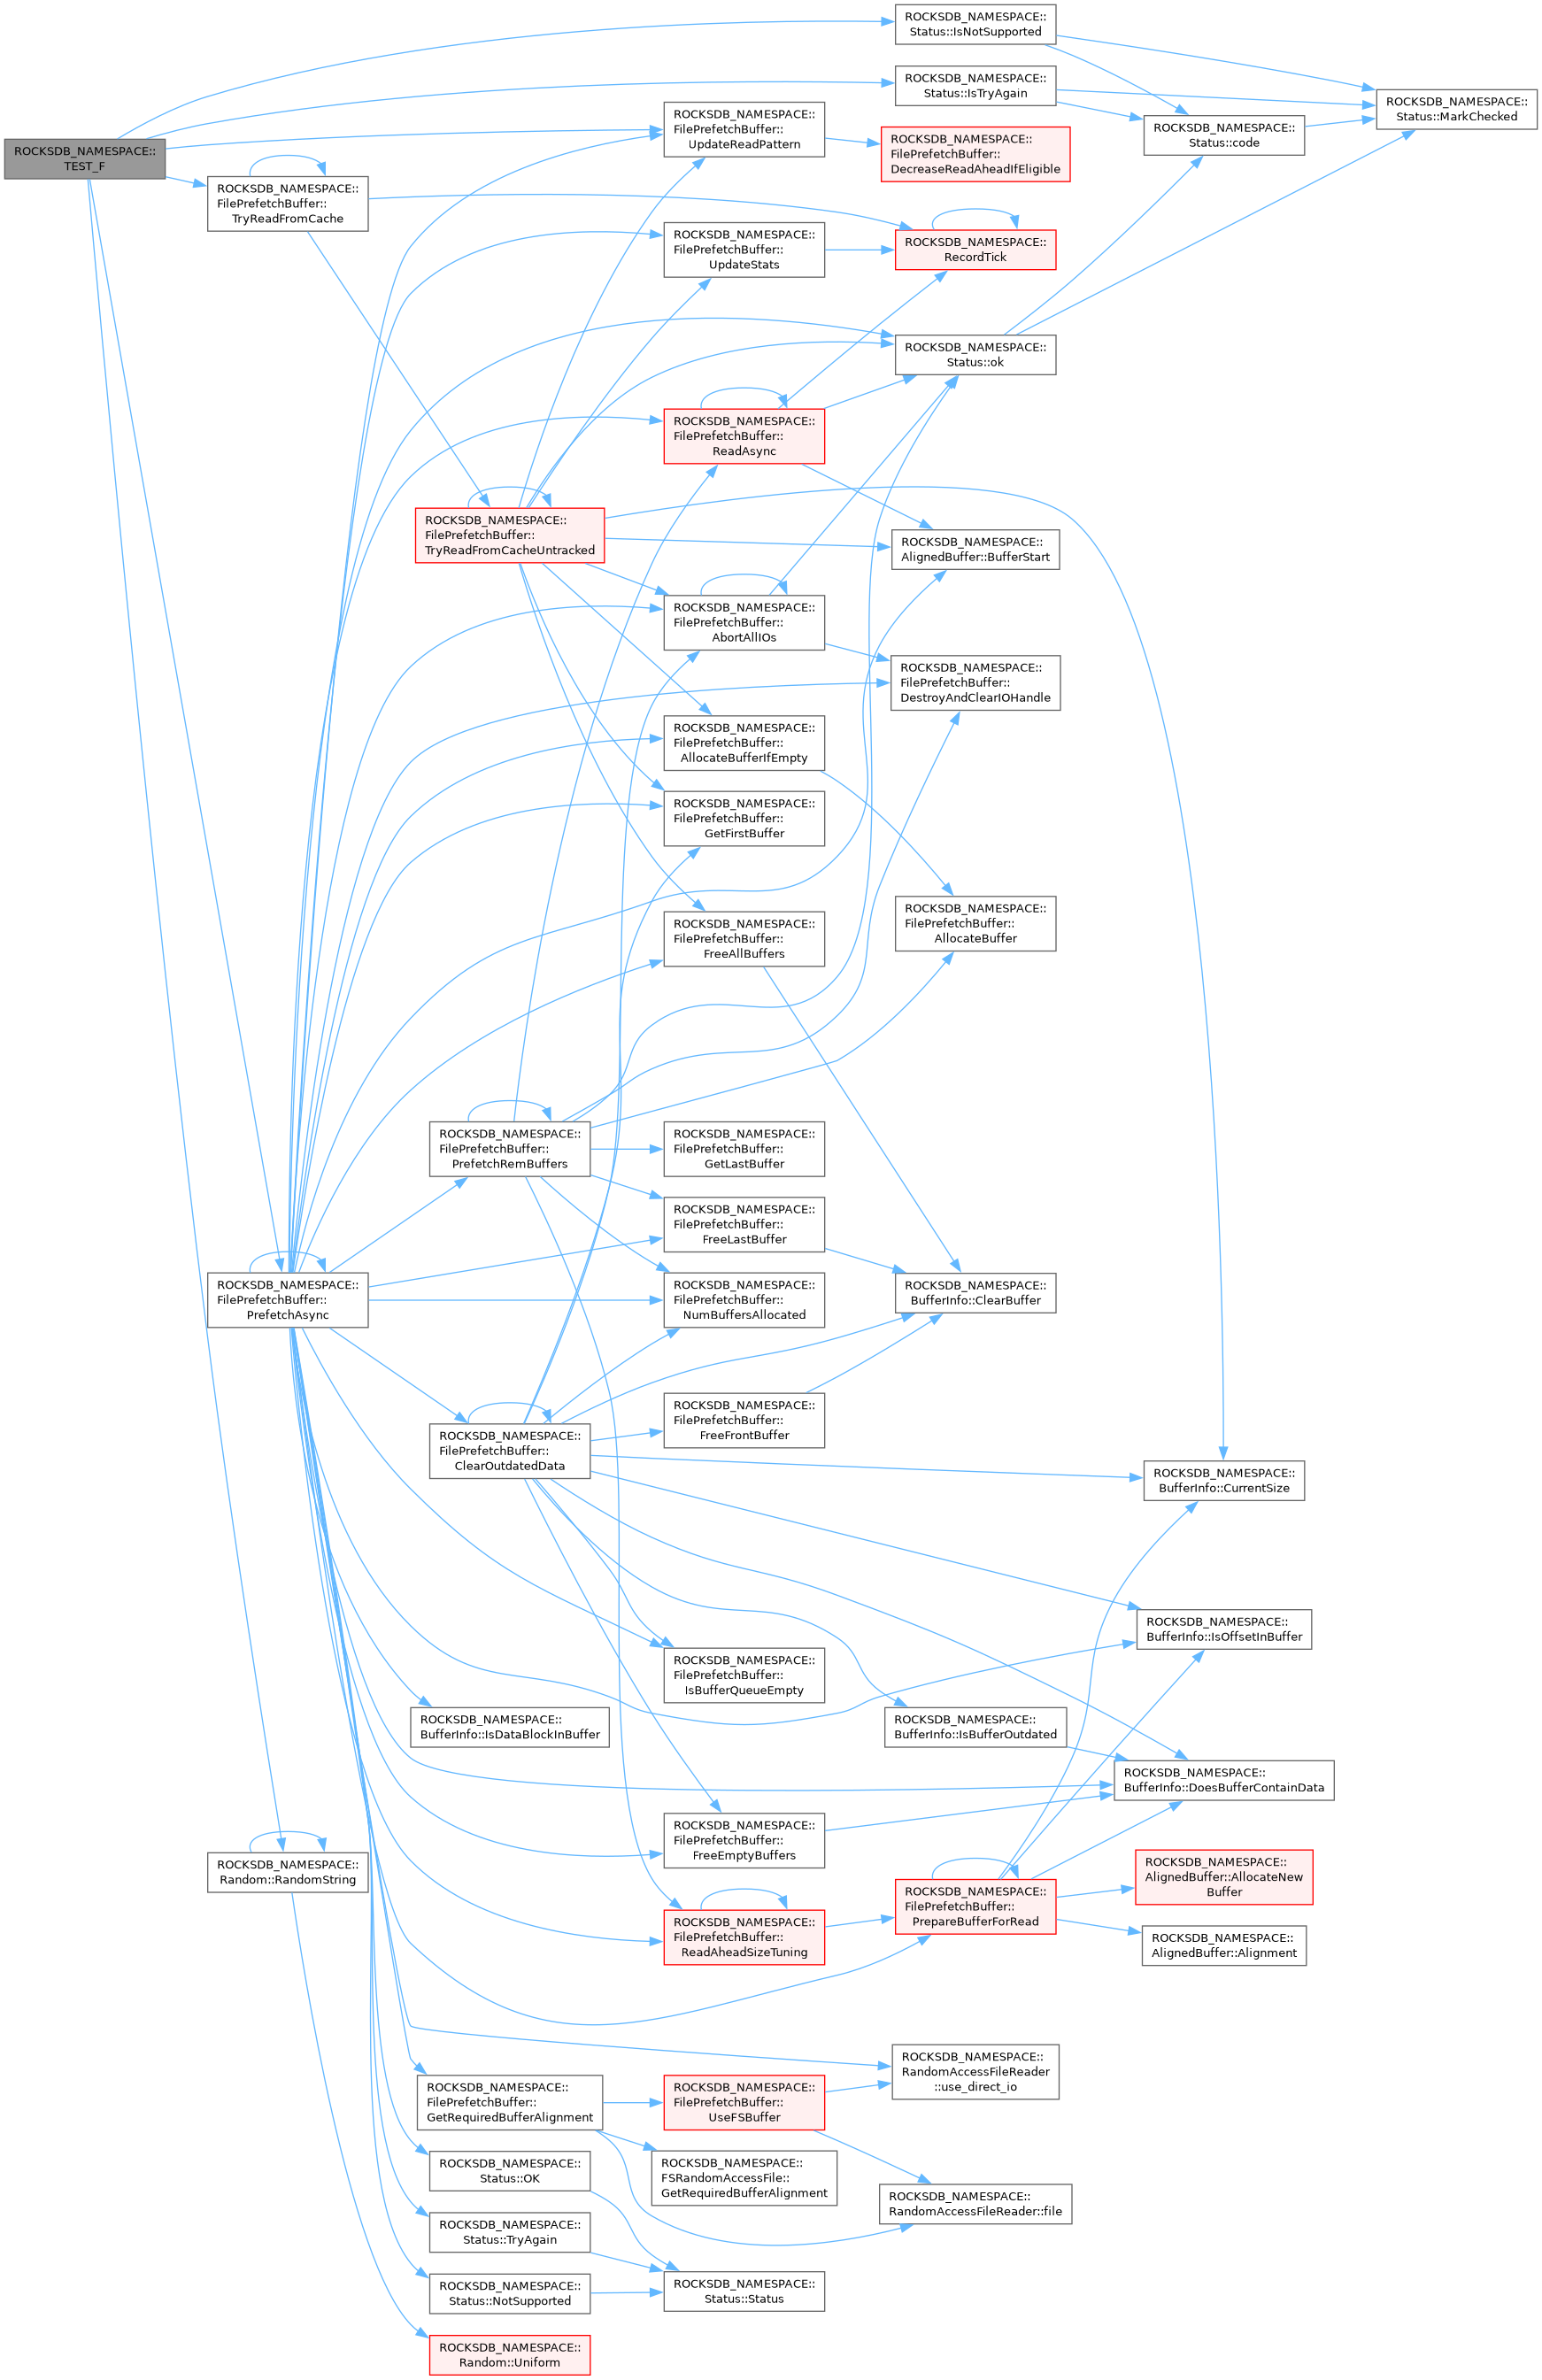 ROCKSDB_NAMESPACE::
TEST_F
ROCKSDB_NAMESPACE::
FilePrefetchBuffer::
TryReadFromCache
ROCKSDB_NAMESPACE::
FilePrefetchBuffer::
PrefetchAsync
ROCKSDB_NAMESPACE::
Random::RandomString
ROCKSDB_NAMESPACE::
FilePrefetchBuffer::
TryReadFromCacheUntracked
ROCKSDB_NAMESPACE::
FilePrefetchBuffer::
PrefetchRemBuffers
ROCKSDB_NAMESPACE::
FilePrefetchBuffer::
ClearOutdatedData
ROCKSDB_NAMESPACE::
BufferInfo::IsDataBlockInBuffer
ROCKSDB_NAMESPACE::
FilePrefetchBuffer::
GetRequiredBufferAlignment
ROCKSDB_NAMESPACE::
Status::OK
ROCKSDB_NAMESPACE::
Status::TryAgain
ROCKSDB_NAMESPACE::
Status::NotSupported
ROCKSDB_NAMESPACE::
Random::Uniform
ROCKSDB_NAMESPACE::
FilePrefetchBuffer::
UpdateReadPattern
ROCKSDB_NAMESPACE::
FilePrefetchBuffer::
UpdateStats
ROCKSDB_NAMESPACE::
FilePrefetchBuffer::
ReadAsync
ROCKSDB_NAMESPACE::
FilePrefetchBuffer::
AbortAllIOs
ROCKSDB_NAMESPACE::
FilePrefetchBuffer::
AllocateBufferIfEmpty
ROCKSDB_NAMESPACE::
FilePrefetchBuffer::
GetFirstBuffer
ROCKSDB_NAMESPACE::
FilePrefetchBuffer::
FreeAllBuffers
ROCKSDB_NAMESPACE::
FilePrefetchBuffer::
GetLastBuffer
ROCKSDB_NAMESPACE::
FilePrefetchBuffer::
FreeLastBuffer
ROCKSDB_NAMESPACE::
FilePrefetchBuffer::
NumBuffersAllocated
ROCKSDB_NAMESPACE::
FilePrefetchBuffer::
FreeFrontBuffer
ROCKSDB_NAMESPACE::
FilePrefetchBuffer::
IsBufferQueueEmpty
ROCKSDB_NAMESPACE::
FilePrefetchBuffer::
FreeEmptyBuffers
ROCKSDB_NAMESPACE::
FilePrefetchBuffer::
ReadAheadSizeTuning
ROCKSDB_NAMESPACE::
FilePrefetchBuffer::
UseFSBuffer
ROCKSDB_NAMESPACE::
FSRandomAccessFile::
GetRequiredBufferAlignment
ROCKSDB_NAMESPACE::
Status::Status
ROCKSDB_NAMESPACE::
Status::IsNotSupported
ROCKSDB_NAMESPACE::
Status::IsTryAgain
ROCKSDB_NAMESPACE::
FilePrefetchBuffer::
DecreaseReadAheadIfEligible
ROCKSDB_NAMESPACE::
RecordTick
ROCKSDB_NAMESPACE::
Status::ok
ROCKSDB_NAMESPACE::
AlignedBuffer::BufferStart
ROCKSDB_NAMESPACE::
FilePrefetchBuffer::
DestroyAndClearIOHandle
ROCKSDB_NAMESPACE::
FilePrefetchBuffer::
AllocateBuffer
ROCKSDB_NAMESPACE::
BufferInfo::ClearBuffer
ROCKSDB_NAMESPACE::
BufferInfo::IsBufferOutdated
ROCKSDB_NAMESPACE::
FilePrefetchBuffer::
PrepareBufferForRead
ROCKSDB_NAMESPACE::
RandomAccessFileReader
::use_direct_io
ROCKSDB_NAMESPACE::
RandomAccessFileReader::file
ROCKSDB_NAMESPACE::
Status::code
ROCKSDB_NAMESPACE::
BufferInfo::CurrentSize
ROCKSDB_NAMESPACE::
BufferInfo::IsOffsetInBuffer
ROCKSDB_NAMESPACE::
BufferInfo::DoesBufferContainData
ROCKSDB_NAMESPACE::
AlignedBuffer::AllocateNew
Buffer
ROCKSDB_NAMESPACE::
AlignedBuffer::Alignment
ROCKSDB_NAMESPACE::
Status::MarkChecked